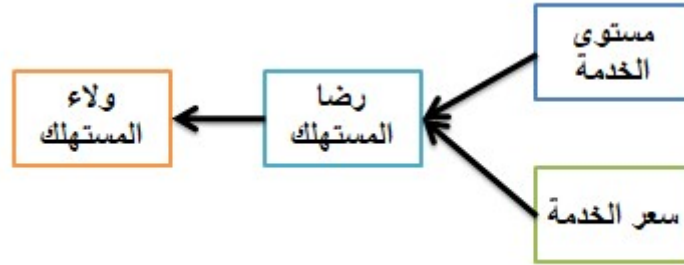 مستوى
الخدمة
رضا
المستهلك
ولاء
المستهلك
سعر الخدمة